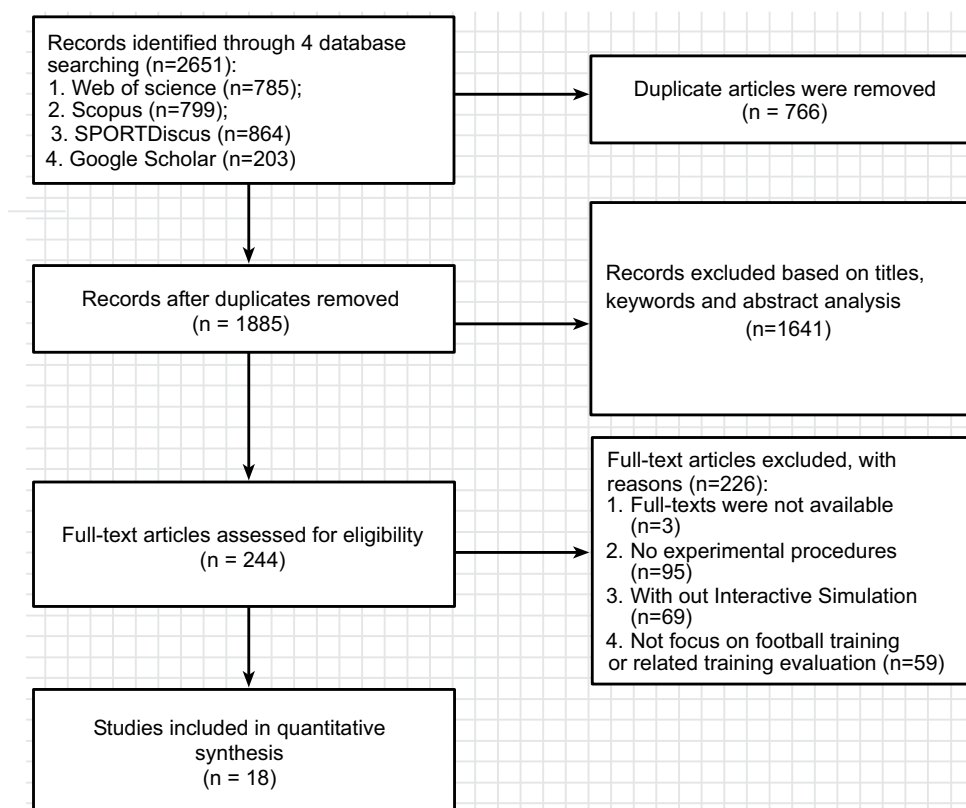 Records identified through 4 database
searching (n=2651):
1. Web of science (n=785);
2. Scopus (n=799);
3. SPORTDiscus (n=864)
4. Google Scholar (n=203)
Duplicate articles were removed
(n = 766)
Records after duplicates removed
(n = 1885)
Records excluded based on titles,
keywords and abstract analysis
(n=1641)
Full-text articles assessed for eligibility
(n = 244)
Full-text articles excluded, with
reasons (n=226):
1. Full-texts were not available
(n=3)
2. No experimental procedures
(n=95)
3. With out Interactive Simulation
(n=69)
4. Not focus on football training
or related training evaluation (n=59)
Studies included in quantitative
synthesis
(n = 18)